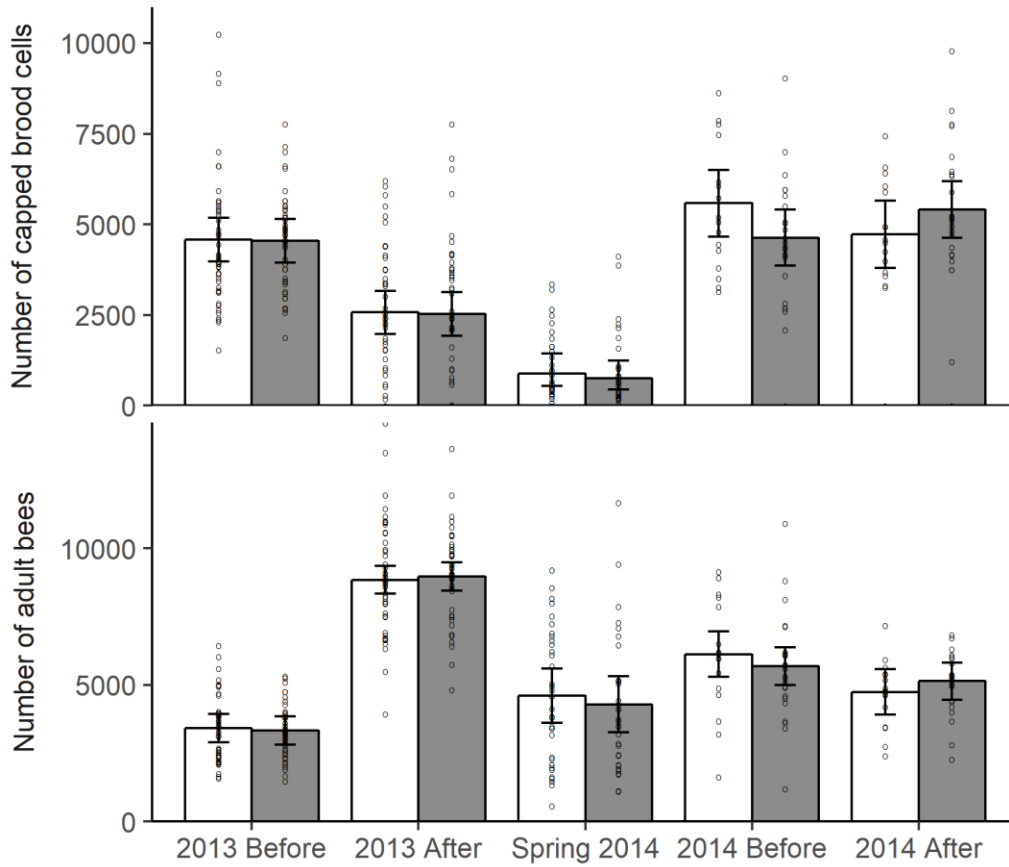 Number of capped brood cells
10000
7500
5000
2500
0
Number of adult bees
10000
5000
0
2013 Before 2013 After Spring 2014 2014 Before 2014 After